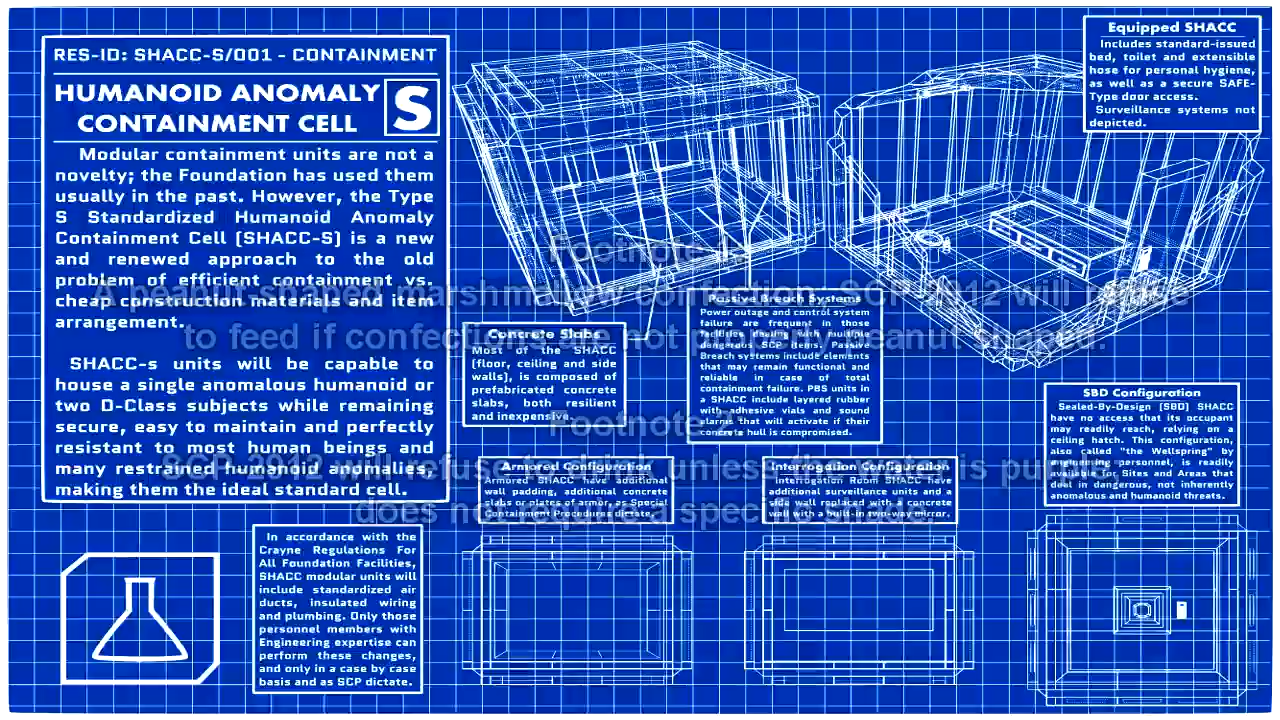 RES-ID: SHACC-S/001 - CONTAINMENT
HUMANOID ANOMALY
CONTAINMENT CELL
S
Modular containment units are not a
novelty; the Foundation has used them
usually in the past. However, the Type
S Standardized Humanoid Anomaly
Containment Cell (SHACC-S) is a new
and renewed approach to the old
problem of efficient containment vs.
cheap construction materials and item
arrangement.
SHACC-s units will be capable to
house a single anomalous humanoid or
two D-Class subjects while remaining
secure, easy to maintain and perfectly
resistant to most human beings and
many restrained humanoid anomalies,
making them the ideal standard cell.
In accordance with the
Crayne Regulations For
All Foundation Facilities,
SHACC modular units will
include standardized air
ducts, insulated wiring
and plumbing. Only those
personnel members with
Engineering expertise can
perform these changes,
and only in a case by case
basis and as SCP dictate.
Equipped SHACC
Includes standard-issued
bed, toilet and extensible
hose for personal hygiene,
as well as a secure SAFE-
Type door access.
Surveillance systems not
depicted.
Concrete Slabs
Most of the SHACC
(floor, ceiling and side
walls), is composed of
prefabricated concrete
slabs, both resilient
and inexpensive.
Passive Breach Systems
Power outage and control system
failure are frequent in those
facilities dealing with multiple
dangerous SCP items. Passive
Breach systems include elements
that may remain functional and
reliable in case of total
containment failure. PBS units in
a SHACC include layered rubber
with adhesive vials and sound
alarms that will activate if their
concrete hull is compromised.
SBD Configuration
Sealed-By-Design (SBD) SHACC
have no access that its occupant
may readily reach, relying on a
ceiling hatch. This configuration,
also called "the Wellspring" by
engineering personnel, is readily
available for Sites and Areas that
deal in dangerous, not inherently
anomalous and humanoid threats.
Armored Configuration
Armored SHACC have additional
wall padding, additional concrete
slabs or plates of armor, as Special
Containment Procedures dictate.
Interrogation Configuration
Interrogation Room SHACC have
additional surveillance units and a
side wall replaced with a concrete
wall with a built-in two-way mirror.
Footnote 1:
A peanut-shaped marshmallow confection; SCP-2012 will refuse
to feed if confections are not properly peanut shaped.
Footnote 2:
SCP-2012 will refuse to drink unless the water is
does not require a specific shade.